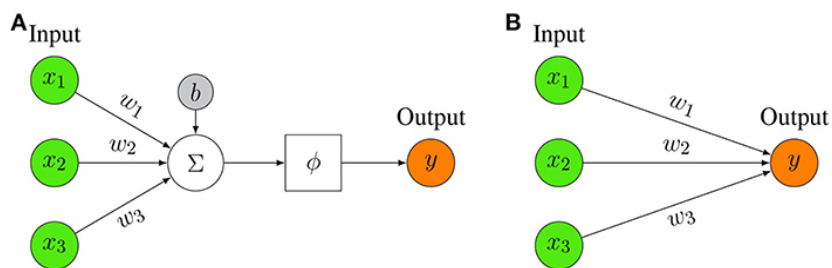 A
Input
x₁
x₂
x₃
w₁
w₂
w₃
b
Σ
ϕ
Output
y
B
Input
x₁
x₂
x₃
w₁
w₂
w₃
Output
y